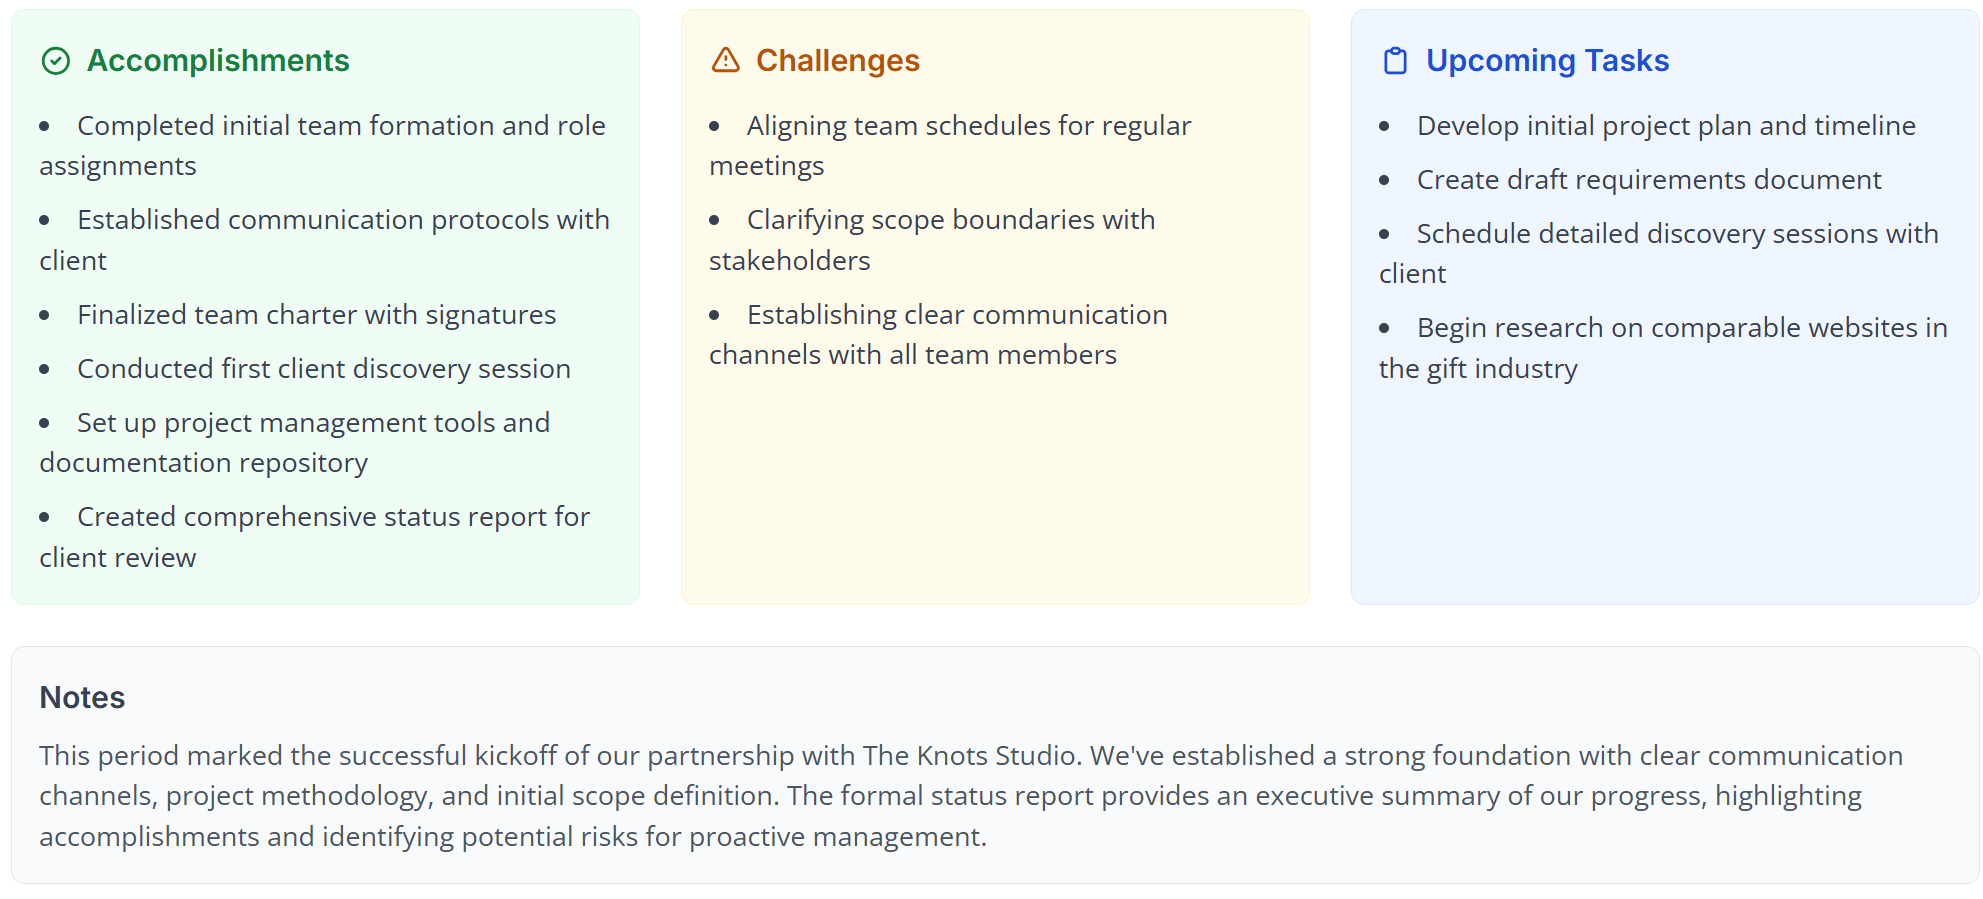 Accomplishments
• Completed initial team formation and role
assignments
• Established communication protocols with
client
• Finalized team charter with signatures
• Conducted first client discovery session
• Set up project management tools and
documentation repository
• Created comprehensive status report for
client review
Challenges
• Aligning team schedules for regular
meetings
• Clarifying scope boundaries with
stakeholders
• Establishing clear communication
channels with all team members
Upcoming Tasks
• Develop initial project plan and timeline
• Create draft requirements document
• Schedule detailed discovery sessions with
client
• Begin research on comparable websites in
the gift industry
Notes
This period marked the successful kickoff of our partnership with The Knots Studio. We've established a strong foundation with clear communication
channels, project methodology, and initial scope definition. The formal status report provides an executive summary of our progress, highlighting
accomplishments and identifying potential risks for proactive management.